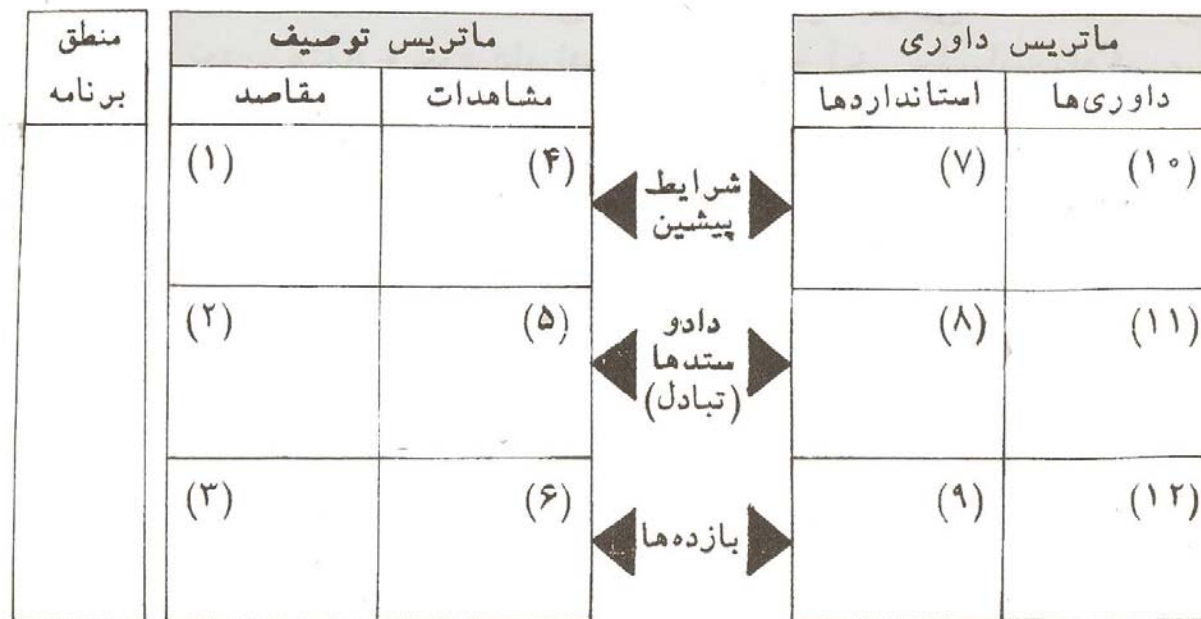 منطق
برنامه
ماتریس توصیف
مقاصد
مشاهدات
ماتریس داوری
استانداردها
داوری‌ها
(۱)
(۴)
شرایط
پیشین
(۷)
(۱۰)
(۲)
(۵)
دادو
ستدها
(تبادل)
(۸)
(۱۱)
(۳)
(۶)
بازده‌ها
(۹)
(۱۲)